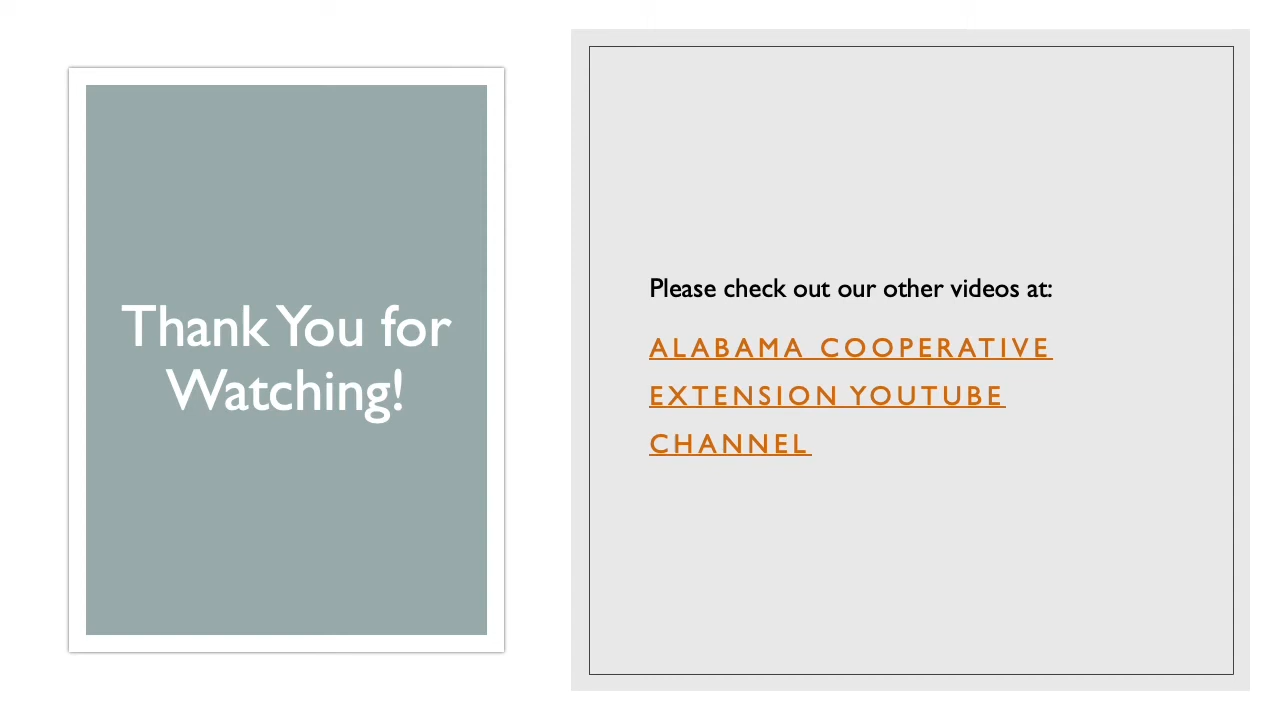 Thank You for
Watching!
Please check out our other videos at:
ALABAMA COOPERATIVE
EXTENSION YOUTUBE
CHANNEL